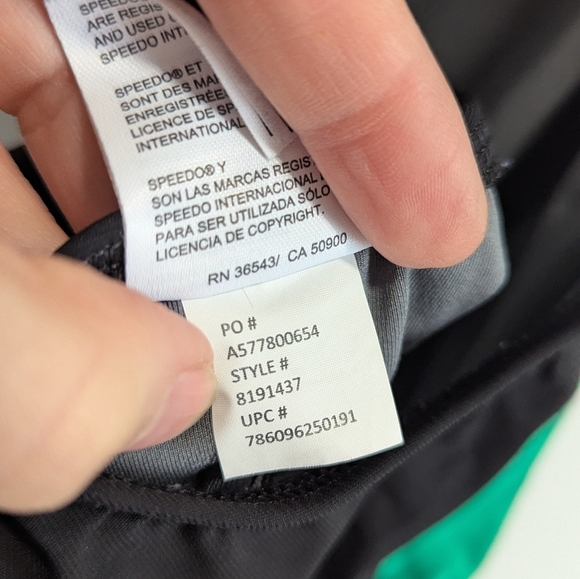 SPEEDO
ARE REGIS
AND USED U
SPEEDO INT
SPEEDO® ET
SONT DES MA
ENREGISTRÉE
LICENCE DE SP
INTERNATIONAL
SPEEDO® Y
SON LAS MARCAS REGIS
SPEEDO INTERNACIONAL
PARA SER UTILIZADA SÓLO
LICENCIA DE COPYRIGHT.
RN 36543/ CA 50900
PO #
A577800654
STYLE #
8191437
UPC #
786096250191